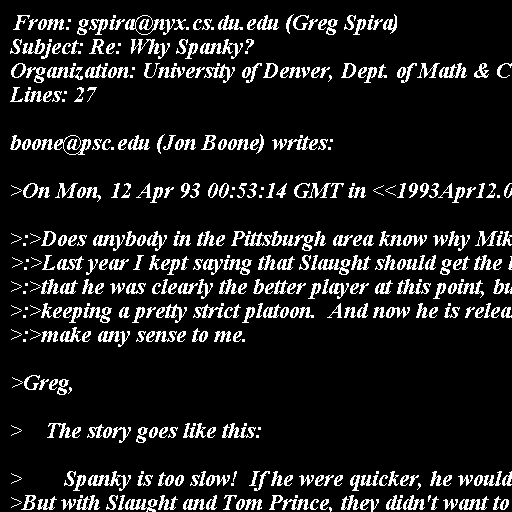 From: gspira@nyx.cs.du.edu (Greg Spira)
Subject: Re: Why Spanky?
Organization: University of Denver, Dept. of Math & C
Lines: 27
boone@psc.edu (Jon Boone) writes:
>On Mon, 12 Apr 93 00:53:14 GMT in <<1993Apr12.0
>:>Does anybody in the Pittsburgh area know why Mik
>:>Last year I kept saying that Slaught should get the
>:>that he was clearly the better player at this point, bu
>:>keeping a pretty strict platoon.  And now he is relea
>:>make any sense to me.
>Greg,
>    The story goes like this:
>       Spanky is too slow!  If he were quicker, he would
>But with Slaught and Tom Prince, they didn't want to